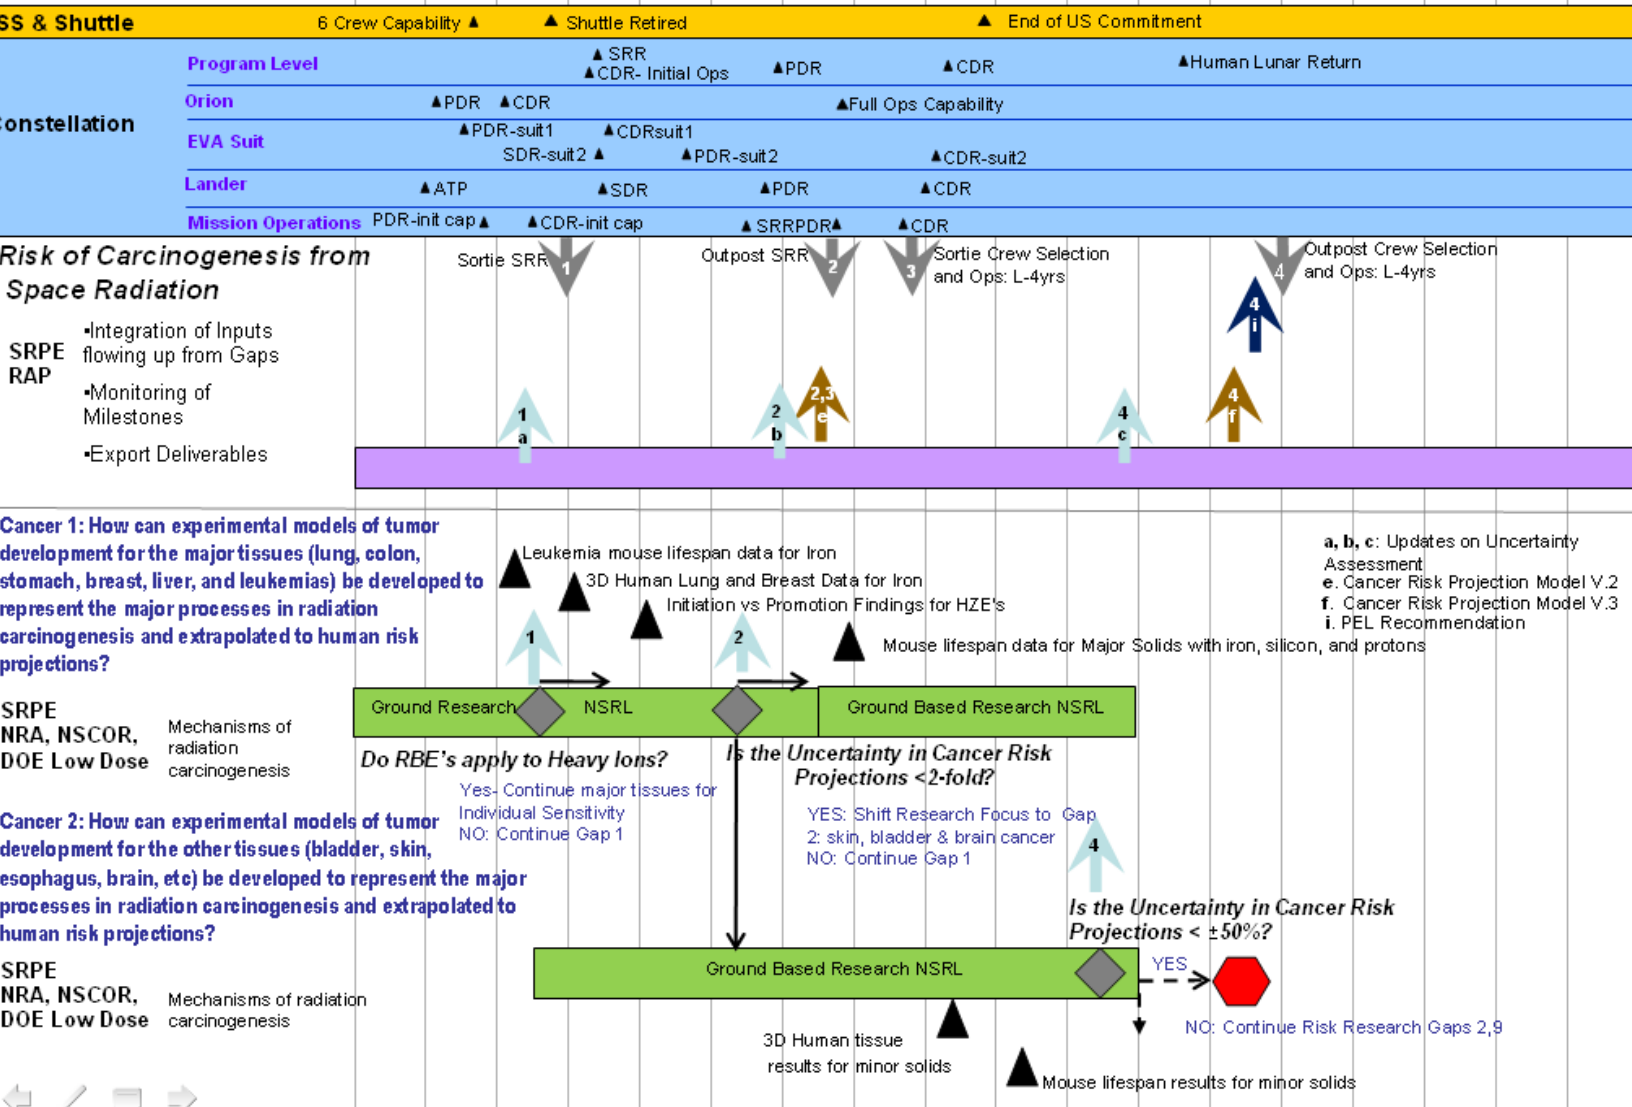 SS & Shuttle
6 Crew Capability
Shuttle Retired
End of US Commitment
onstellation
Program Level
SRR
CDR- Initial Ops
PDR
CDR
Human Lunar Return
Orion
PDR
CDR
Full Ops Capability
EVA Suit
PDR-suit1
CDRsuit1
SDR-suit2
PDR-suit2
CDR-suit2
Lander
ATP
SDR
PDR
CDR
Mission Operations
PDR-init cap
CDR-init cap
SRRPDR
CDR
Risk of Carcinogenesis from
Space Radiation
Sortie SRR
1
Outpost SRR
2
3
Sortie Crew Selection
and Ops: L-4yrs
4
Outpost Crew Selection
and Ops: L-4yrs
SRPE
RAP
▪Integration of Inputs
flowing up from Gaps
▪Monitoring of
Milestones
▪Export Deliverables
1
a
2
b
2,3
e
4
c
4
f
4
i
Cancer 1: How can experimental models of tumor
development for the major tissues (lung, colon,
stomach, breast, liver, and leukemias) be developed to
represent the major processes in radiation
carcinogenesis and extrapolated to human risk
projections?
Leukemia mouse lifespan data for Iron
3D Human Lung and Breast Data for Iron
Initiation vs Promotion Findings for HZE's
Mouse lifespan data for Major Solids with iron, silicon, and protons
a, b, c: Updates on Uncertainty
Assessment
e. Cancer Risk Projection Model V.2
f. Cancer Risk Projection Model V.3
i. PEL Recommendation
1
2
SRPE
NRA, NSCOR,
DOE Low Dose
Mechanisms of
radiation
carcinogenesis
Ground Research
NSRL
Ground Based Research NSRL
Do RBE's apply to Heavy Ions?
Yes- Continue major tissues for
Individual Sensitivity
NO: Continue Gap 1
Is the Uncertainty in Cancer Risk
Projections <2-fold?
YES: Shift Research Focus to Gap
2: skin, bladder & brain cancer
NO: Continue Gap 1
4
Cancer 2: How can experimental models of tumor
development for the other tissues (bladder, skin,
esophagus, brain, etc) be developed to represent the major
processes in radiation carcinogenesis and extrapolated to
human risk projections?
Is the Uncertainty in Cancer Risk
Projections < ±50%?
SRPE
NRA, NSCOR,
DOE Low Dose
Mechanisms of radiation
carcinogenesis
Ground Based Research NSRL
YES
NO: Continue Risk Research Gaps 2,9
3D Human tissue
results for minor solids
Mouse lifespan results for minor solids